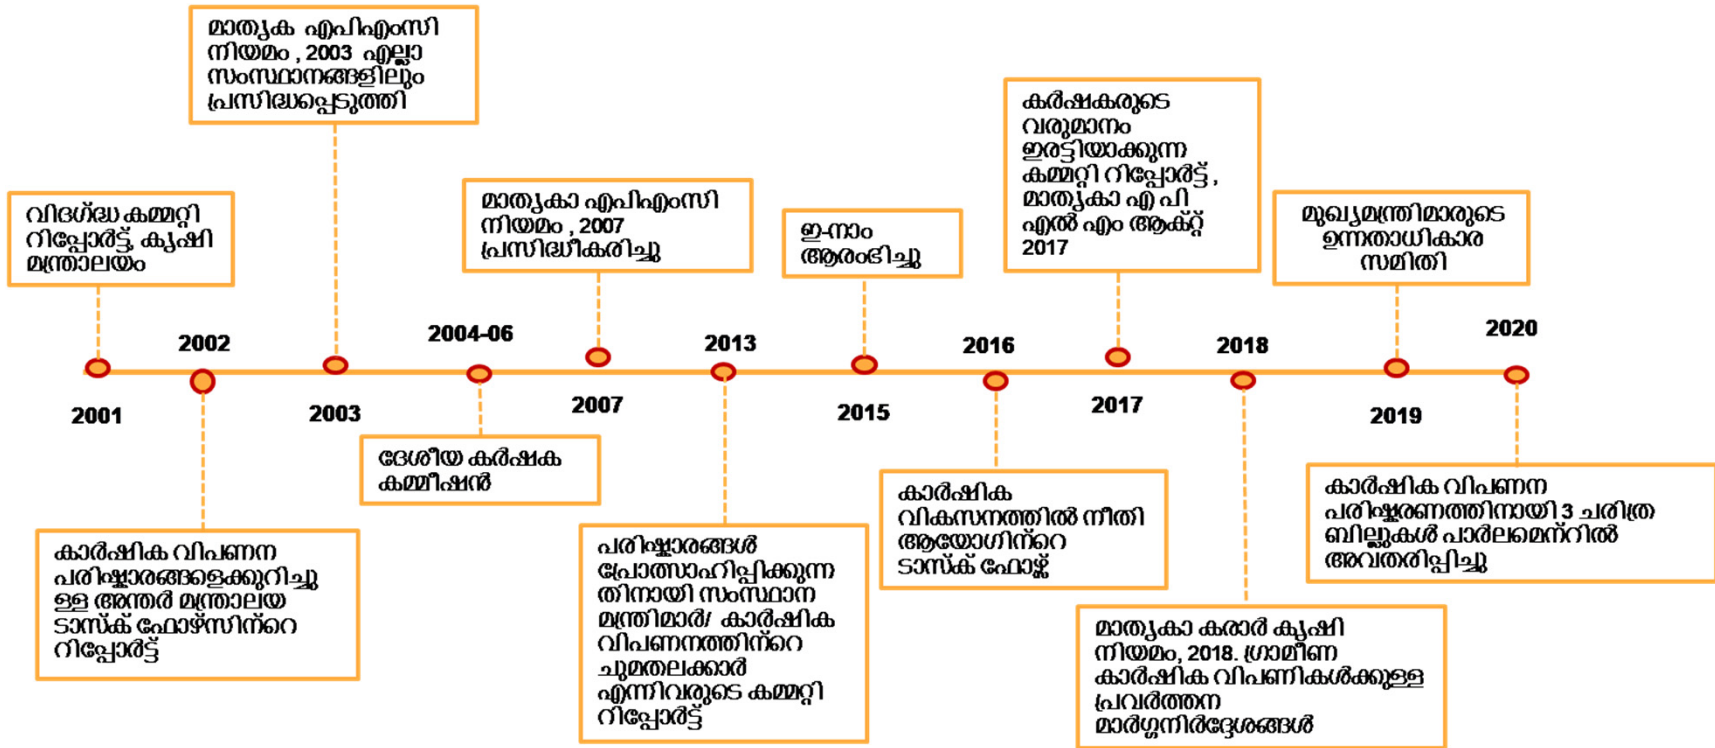 മാതൃക എപിഎംസി
നിയമം , 2003 എല്ലാ
സംസ്ഥാനങ്ങളിലും
പ്രസിദ്ധപ്പെടുത്തി
കർഷകരുടെ
വരുമാനം
ഇരട്ടിയാക്കുന്ന
കമ്മറ്റി റിപ്പോർട്ട് ,
മാതൃകാ എ പി
എൽ എം ആക്റ്റ്
2017
വിദഗ്ദ്ധ കമ്മറ്റി
റിപ്പോർട്ട്, കൃഷി
മന്ത്രാലയം
മാതൃകാ എപിഎംസി
നിയമം , 2007
പ്രസിദ്ധീകരിച്ചു
ഇ-നാം
ആരംഭിച്ചു
മുഖ്യമന്ത്രിമാരുടെ
ഉന്നതാധികാര
സമിതി
2002
2004-06
2013
2016
2018
2020
2001
2003
2007
2015
2017
2019
ദേശീയ കർഷക
കമ്മീഷൻ
കാർഷിക വിപണന
പരിഷ്കാരങ്ങളെക്കുറിച്ചു
ള്ള അന്തർ മന്ത്രാലയ
ടാസ്ക് ഫോഴ്സിൻറെ
റിപ്പോർട്ട്
പരിഷ്കാരങ്ങൾ
പ്രോത്സാഹിപ്പിക്കുന്ന
തിനായി സംസ്ഥാന
മന്ത്രിമാർ/ കാർഷിക
വിപണനത്തിൻറെ
ചുമതലക്കാർ
എന്നിവരുടെ കമ്മറ്റി
റിപ്പോർട്ട്
കാർഷിക
വികസനത്തിൽ നീതി
ആയോഗിൻറെ
ടാസ്ക് ഫോഴ്സ്
മാതൃകാ കരാർ കൃഷി
നിയമം, 2018. ഗ്രാമീണ
കാർഷിക വിപണികൾക്കുള്ള
പ്രവർത്തന
മാർഗ്ഗനിർദ്ദേശങ്ങൾ
കാർഷിക വിപണന
പരിഷ്കരണത്തിനായി 3 ചരിത്ര
ബില്ലുകൾ പാർലമെൻറിൽ
അവതരിപ്പിച്ചു